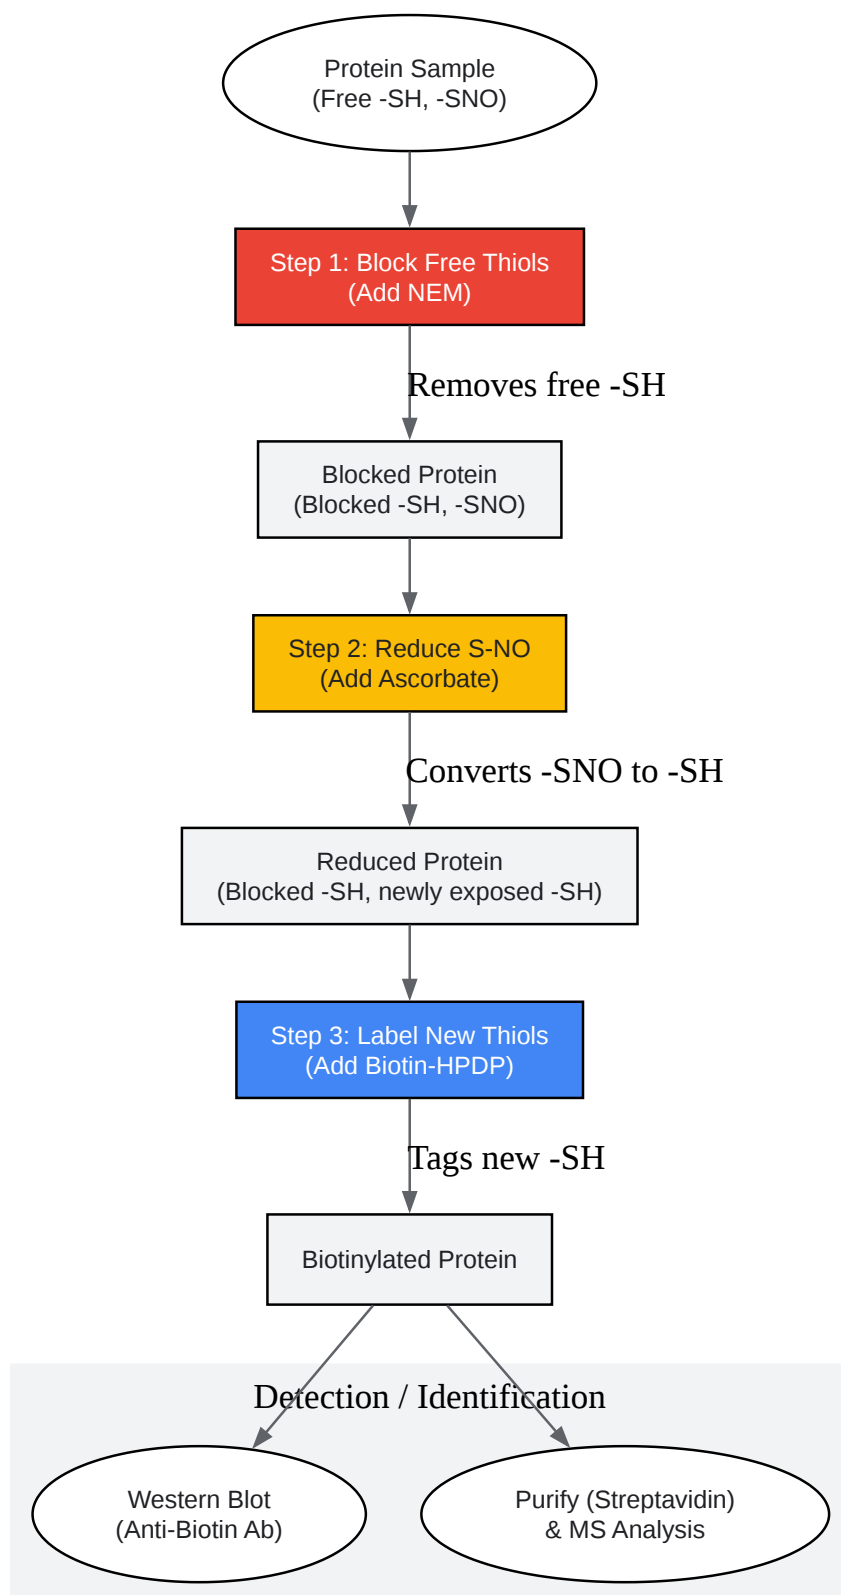 Protein Sample
(Free -SH, -SNO)
Step 1: Block Free Thiols
(Add NEM)
Removes free -SH
Blocked Protein
(Blocked -SH, -SNO)
Step 2: Reduce S-NO
(Add Ascorbate)
Converts -SNO to -SH
Reduced Protein
(Blocked -SH, newly exposed -SH)
Step 3: Label New Thiols
(Add Biotin-HPDP)
Tags new -SH
Biotinylated Protein
Detection / Identification
Western Blot
(Anti-Biotin Ab)
Purify (Streptavidin)
& MS Analysis